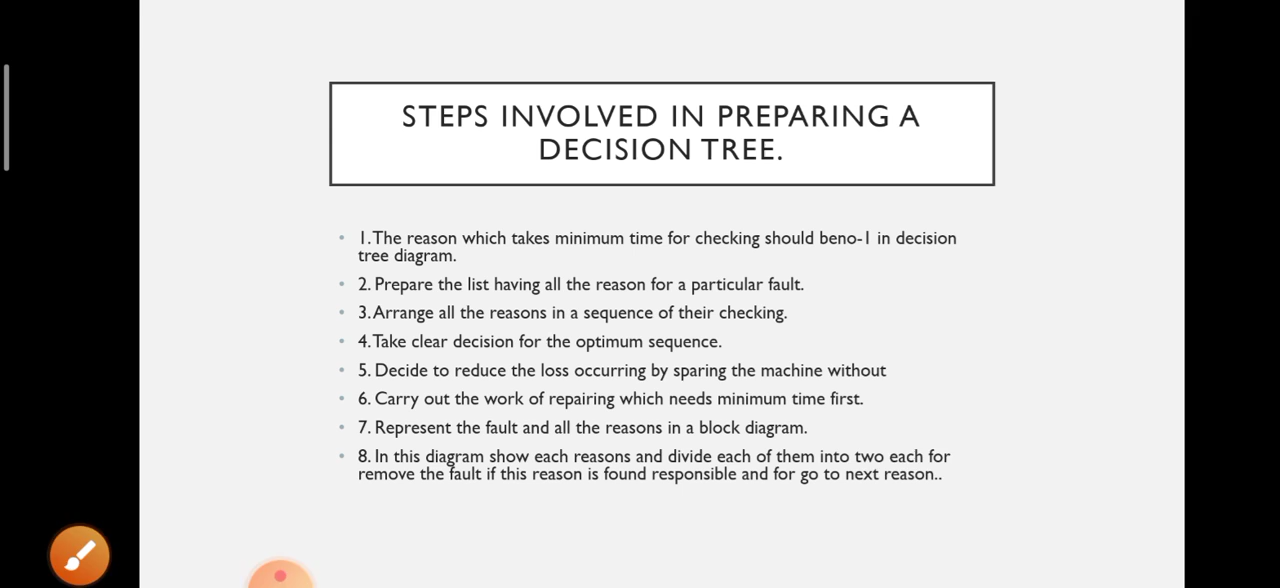 STEPS INVOLVED IN PREPARING A
DECISION TREE.
• 1.The reason which takes minimum time for checking should beno-1 in decision
tree diagram.
• 2. Prepare the list having all the reason for a particular fault.
• 3.Arrange all the reasons in a sequence of their checking.
• 4.Take clear decision for the optimum sequence.
• 5. Decide to reduce the loss occurring by sparing the machine without
• 6. Carry out the work of repairing which needs minimum time first.
• 7. Represent the fault and all the reasons in a block diagram.
• 8. In this diagram show each reasons and divide each of them into two each for
remove the fault if this reason is found responsible and for go to next reason..